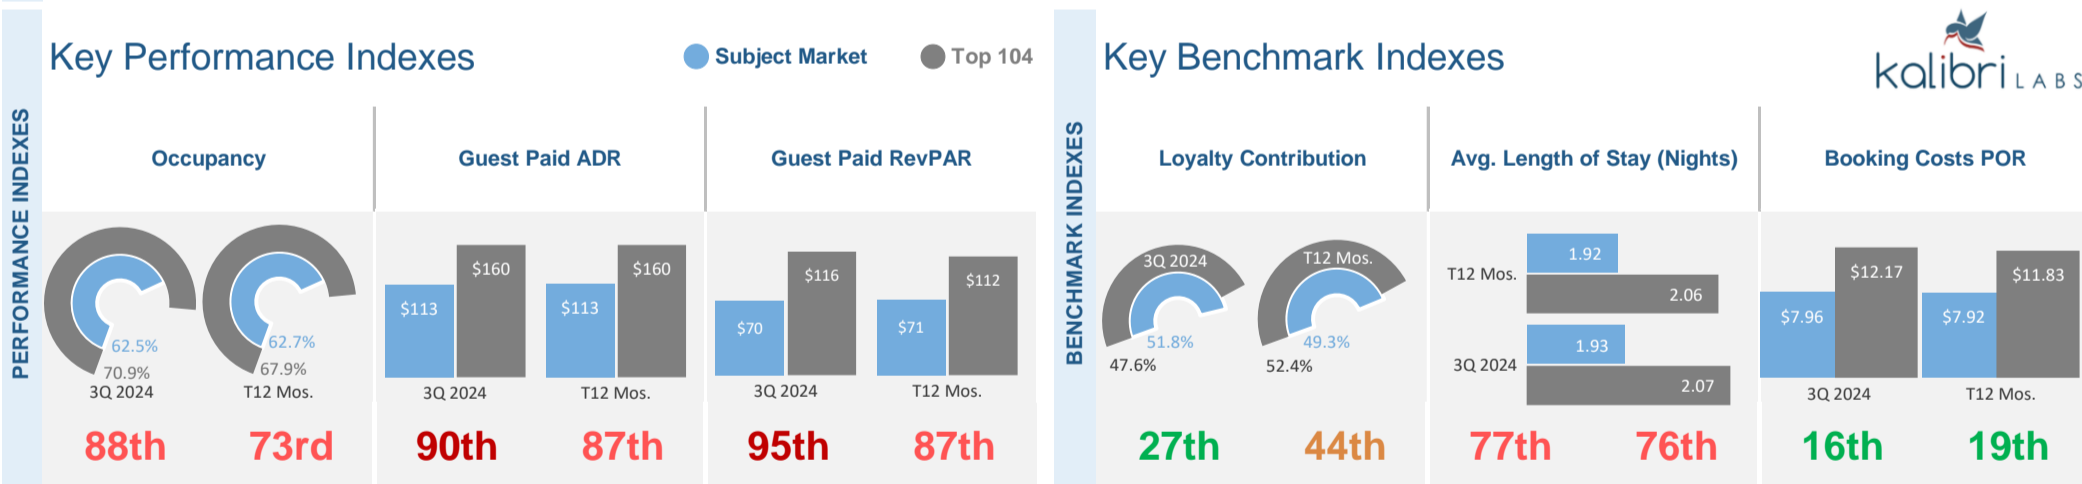 PERFORMANCE INDEXES
Key Performance Indexes
Subject Market
Top 104
Occupancy
62.5%
70.9%
3Q 2024
62.7%
67.9%
T12 Mos.
88th
73rd
Guest Paid ADR
$113
$160
3Q 2024
$113
$160
T12 Mos.
90th
87th
Guest Paid RevPAR
$70
$116
3Q 2024
$71
$112
T12 Mos.
95th
87th
BENCHMARK INDEXES
Key Benchmark Indexes
kalibri LABS
Loyalty Contribution
3Q 2024
51.8%
47.6%
T12 Mos.
49.3%
52.4%
27th
44th
Avg. Length of Stay (Nights)
T12 Mos.
1.92
2.06
3Q 2024
1.93
2.07
77th
76th
Booking Costs POR
$7.96
$12.17
3Q 2024
$7.92
$11.83
T12 Mos.
16th
19th